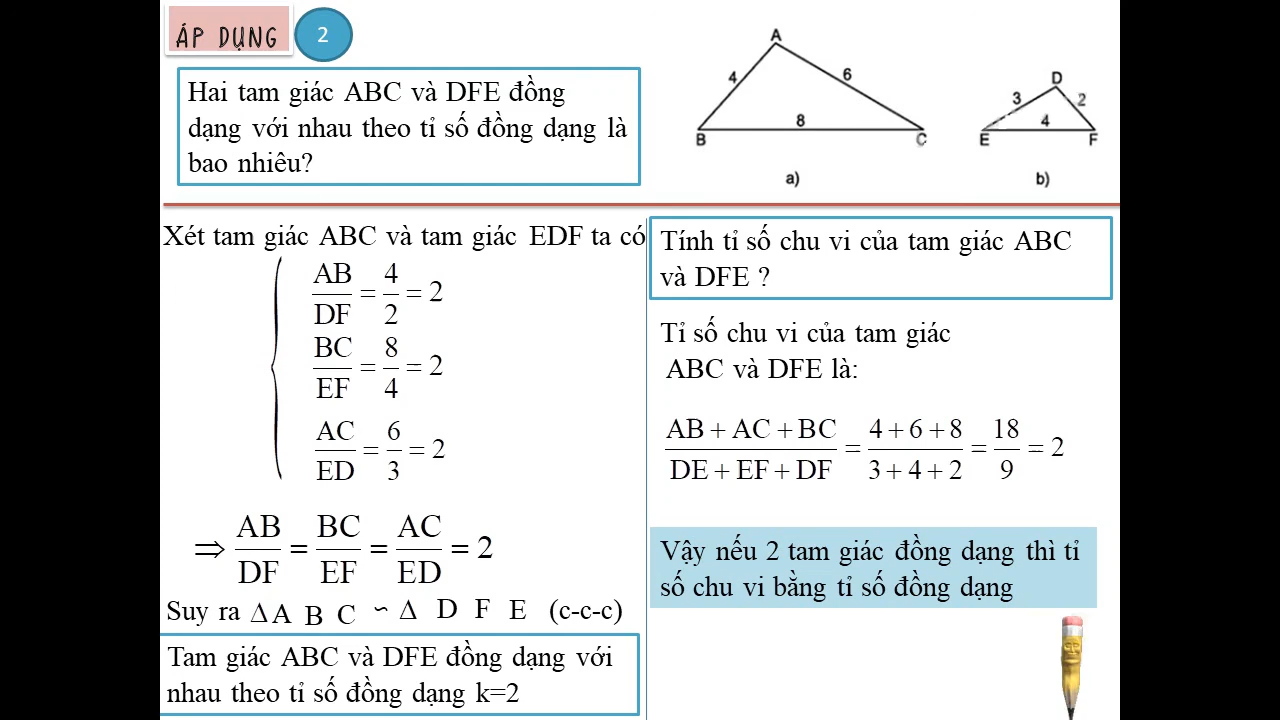 ÁP DỤNG
2
Hai tam giác ABC và DFE đồng
dạng với nhau theo tỉ số đồng dạng là
bao nhiêu?
A
4
6
8
B
C
a)
D
3
2
4
E
F
b)
Xét tam giác ABC và tam giác EDF ta có
AB/DF = 4/2 = 2
BC/EF = 8/4 = 2
AC/ED = 6/3 = 2
⇒ AB/DF = BC/EF = AC/ED = 2
Suy ra Δ A B C ∽ Δ D F E (c-c-c)
Tam giác ABC và DFE đồng dạng với
nhau theo tỉ số đồng dạng k=2
Tính tỉ số chu vi của tam giác ABC
và DFE ?
Tỉ số chu vi của tam giác
ABC và DFE là:
(AB + AC + BC)/(DE + EF + DF) = (4 + 6 + 8)/(3 + 4 + 2) = 18/9 = 2
Vậy nếu 2 tam giác đồng dạng thì tỉ
số chu vi bằng tỉ số đồng dạng